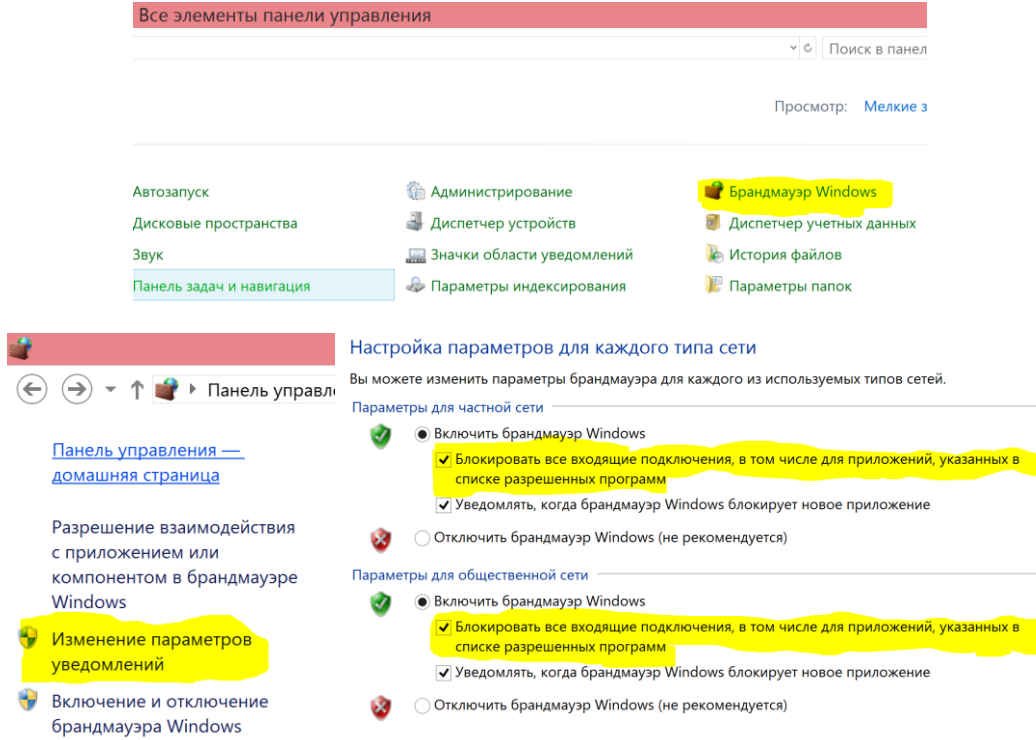 Все элементы панели управления
Поиск в панел
Просмотр: Мелкие з
Автозапуск
Администрирование
Брандмауэр Windows
Дисковые пространства
Диспетчер устройств
Диспетчер учетных данных
Звук
Значки области уведомлений
История файлов
Панель задач и навигация
Параметры индексирования
Параметры папок
Панель управле
Панель управления —
домашняя страница
Разрешение взаимодействия
с приложением или
компонентом в брандмауэре
Windows
Изменение параметров
уведомлений
Включение и отключение
брандмауэра Windows
Настройка параметров для каждого типа сети
Вы можете изменить параметры брандмауэра для каждого из используемых типов сетей.
Параметры для частной сети
Включить брандмауэр Windows
Блокировать все входящие подключения, в том числе для приложений, указанных в
списке разрешенных программ
Уведомлять, когда брандмауэр Windows блокирует новое приложение
Отключить брандмауэр Windows (не рекомендуется)
Параметры для общественной сети
Включить брандмауэр Windows
Блокировать все входящие подключения, в том числе для приложений, указанных в
списке разрешенных программ
Уведомлять, когда брандмауэр Windows блокирует новое приложение
Отключить брандмауэр Windows (не рекомендуется)